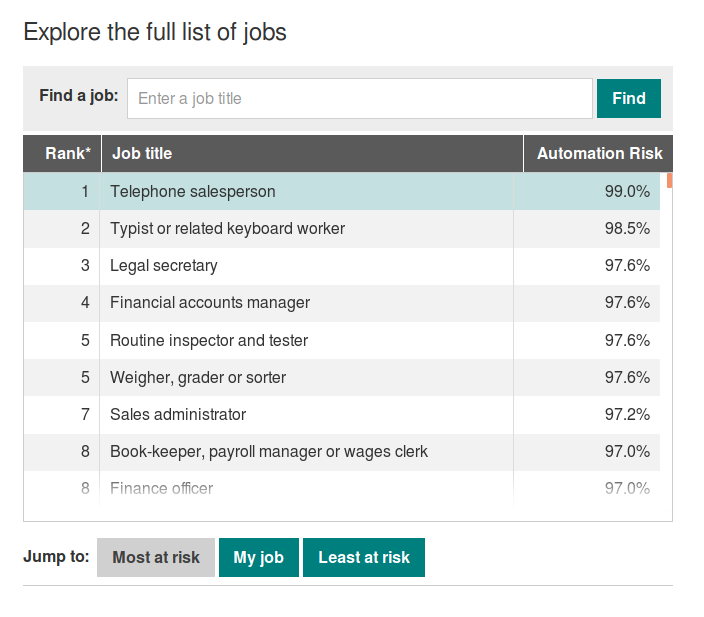 Explore the full list of jobs
Find a job: Enter a job title Find
Rank* Job title Automation Risk
1 Telephone salesperson 99.0%
2 Typist or related keyboard worker 98.5%
3 Legal secretary 97.6%
4 Financial accounts manager 97.6%
5 Routine inspector and tester 97.6%
5 Weigher, grader or sorter 97.6%
7 Sales administrator 97.2%
8 Book-keeper, payroll manager or wages clerk 97.0%
8 Finance officer 97.0%
Jump to: Most at risk My job Least at risk